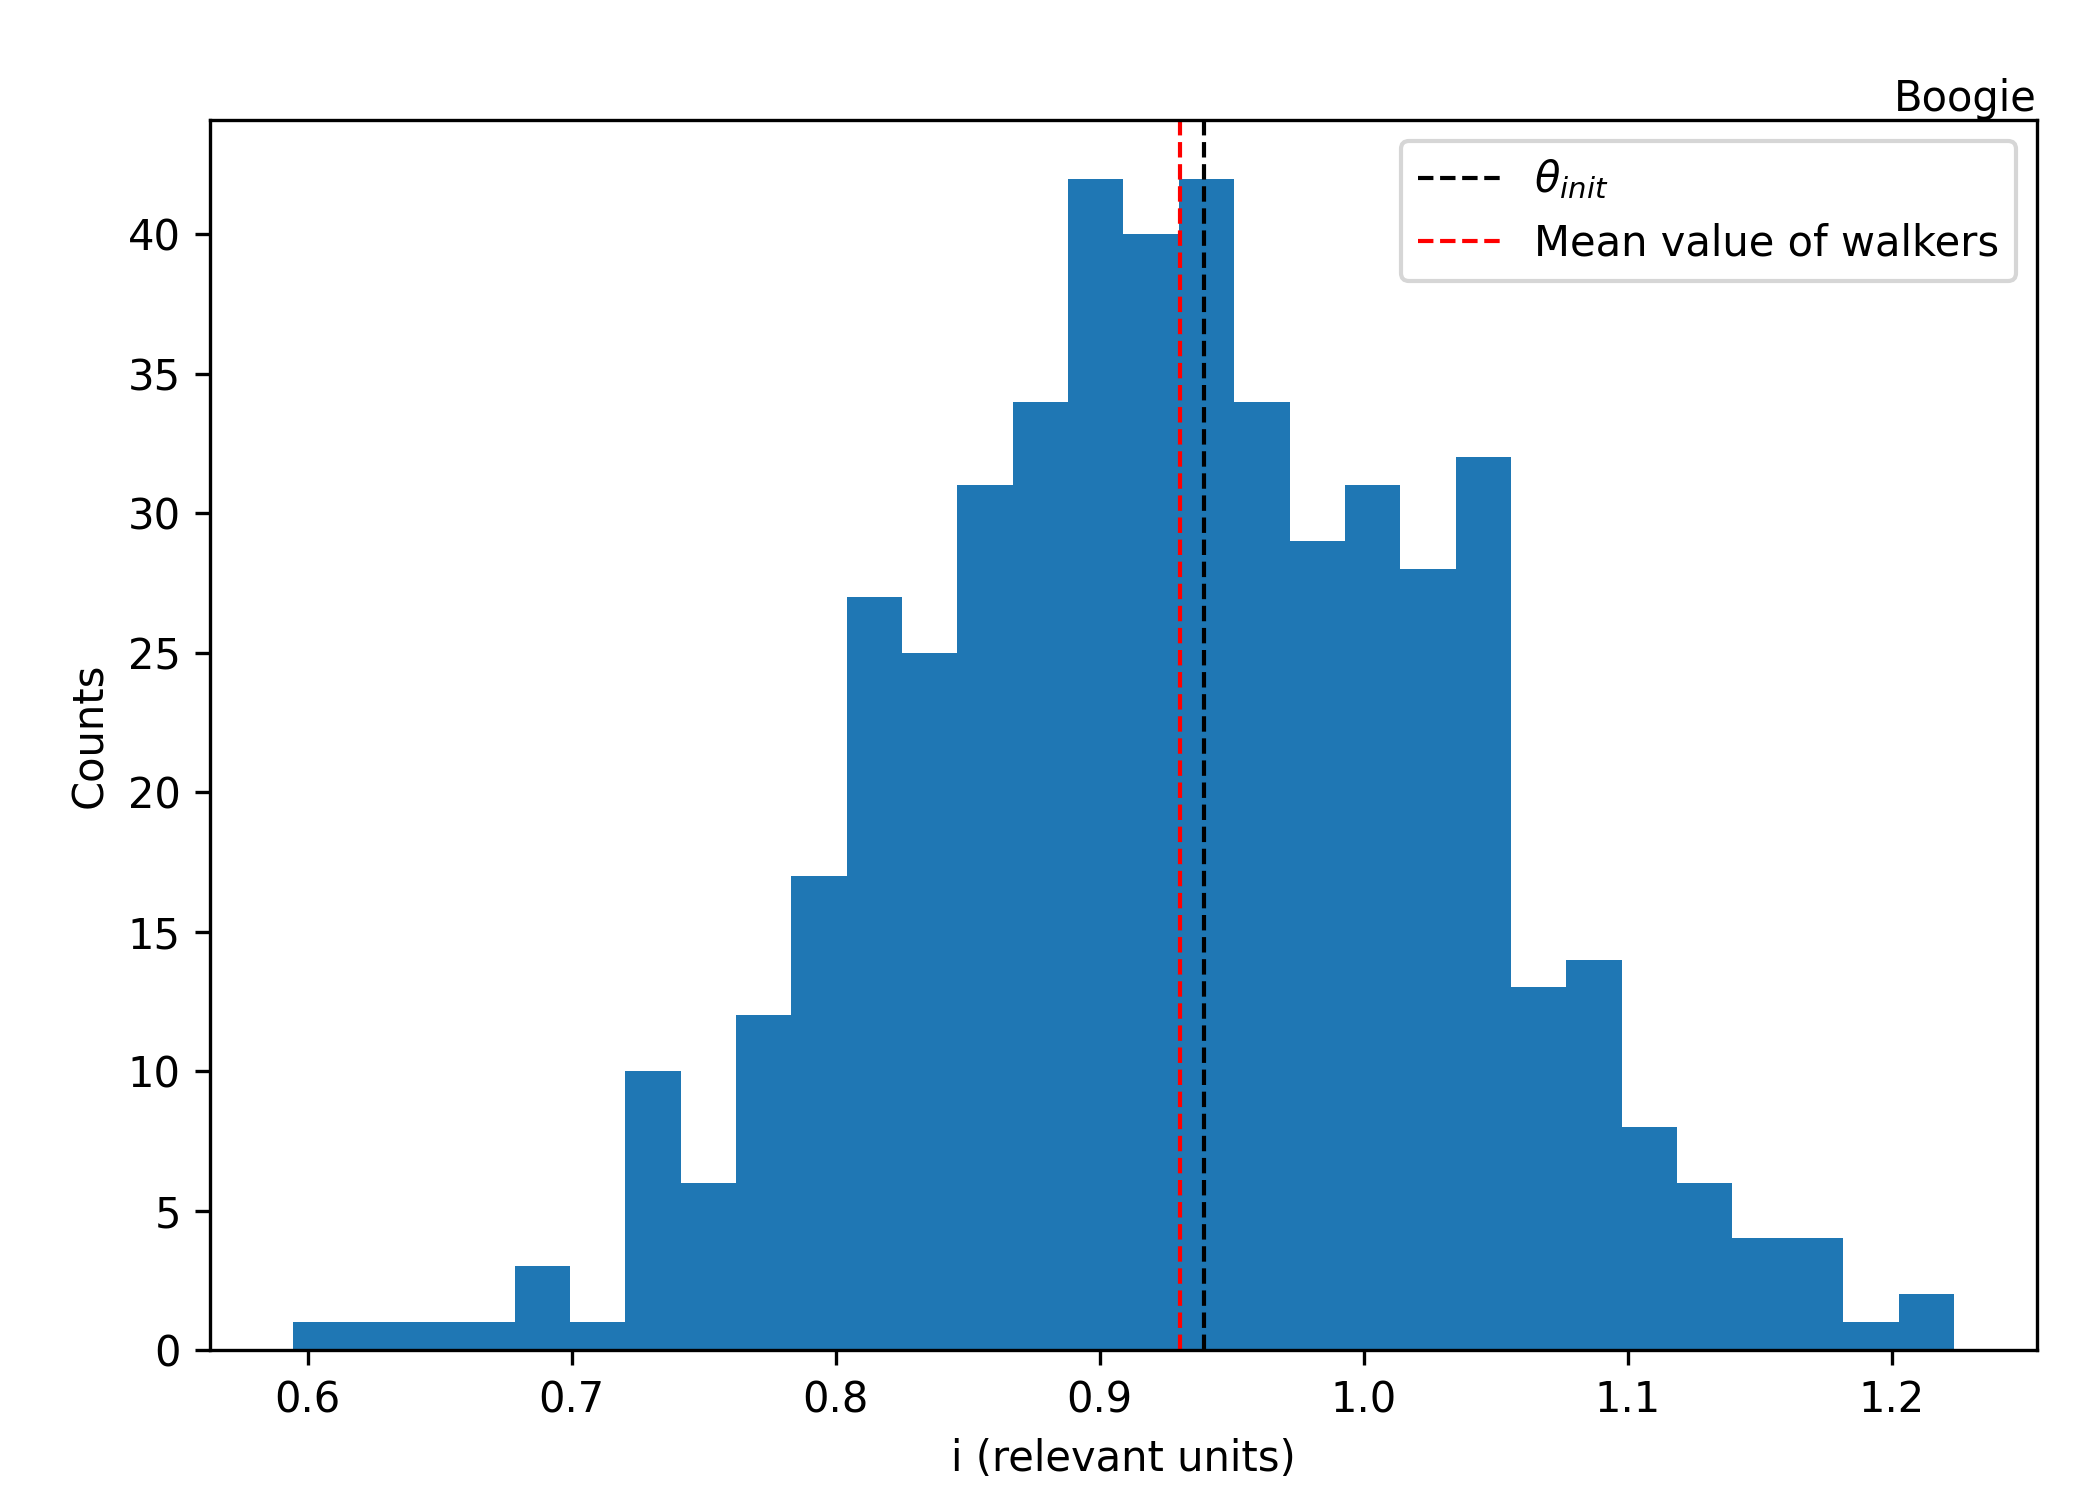 Boogie
θinit
Mean value of walkers
40
35
30
25
20
15
10
5
0
Counts
0.6 0.7 0.8 0.9 1.0 1.1 1.2
i (relevant units)